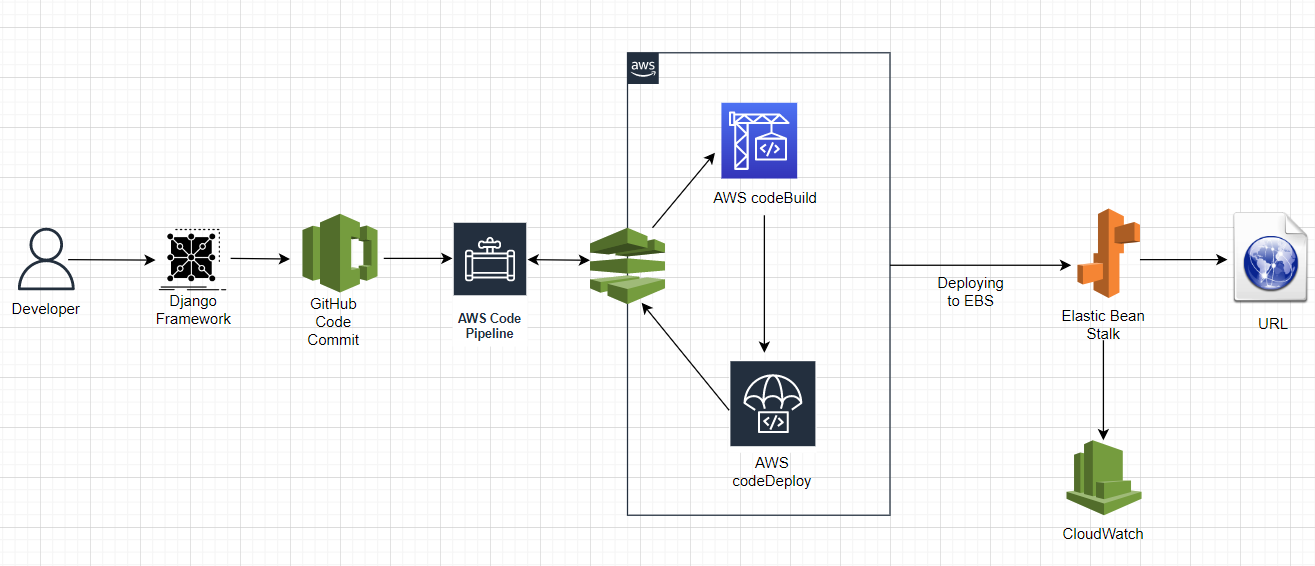 aws
AWS codeBuild
Developer
Django
Framework
GitHub
Code
Commit
AWS Code
Pipeline
AWS
codeDeploy
Deploying
to EBS
Elastic Bean
Stalk
URL
CloudWatch